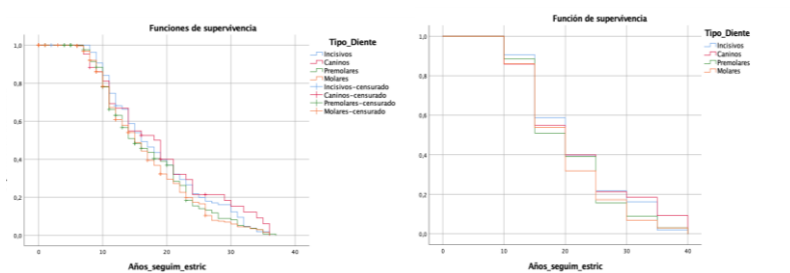 Funciones de supervivencia
Tipo_Diente
Incisivos
Caninos
Premolares
Molares
Incisivos-censurado
Caninos-censurado
Premolares-censurado
Molares-censurado
1,0
0,8
0,6
0,4
0,2
0,0
0
10
20
30
40
Años_seguim_estric
Función de supervivencia
Tipo_Diente
Incisivos
Caninos
Premolares
Molares
1,0
0,8
0,6
0,4
0,2
0,0
0
10
20
30
40
Años_seguim_estric